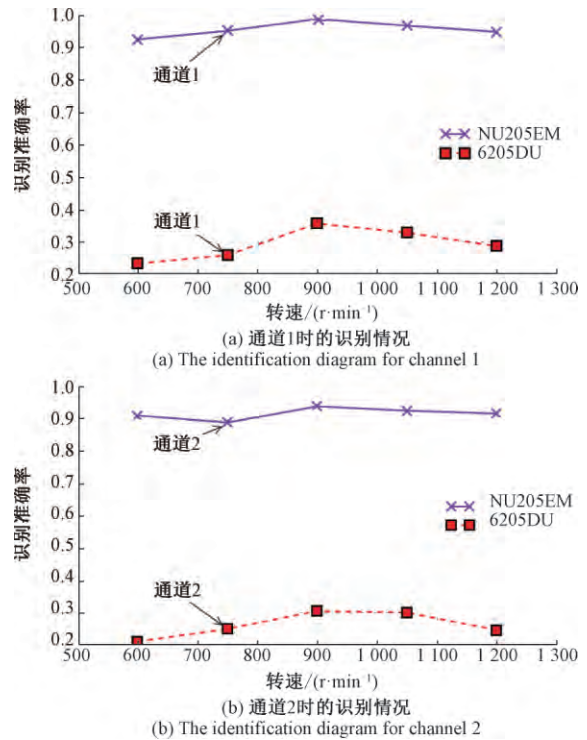 1.0
0.9
0.8
0.7
0.6
0.5
0.4
0.3
0.2
识别准确率
通道1
NU205EM
6205DU
通道1
500 600 700 800 900 1 000 1 100 1 200 1 300
转速/(r·min⁻¹)
(a) 通道1时的识别情况
(a) The identification diagram for channel 1
1.0
0.9
0.8
0.7
0.6
0.5
0.4
0.3
0.2
识别准确率
通道2
NU205EM
6205DU
通道2
500 600 700 800 900 1 000 1 100 1 200 1 300
转速/(r·min⁻¹)
(b) 通道2时的识别情况
(b) The identification diagram for channel 2